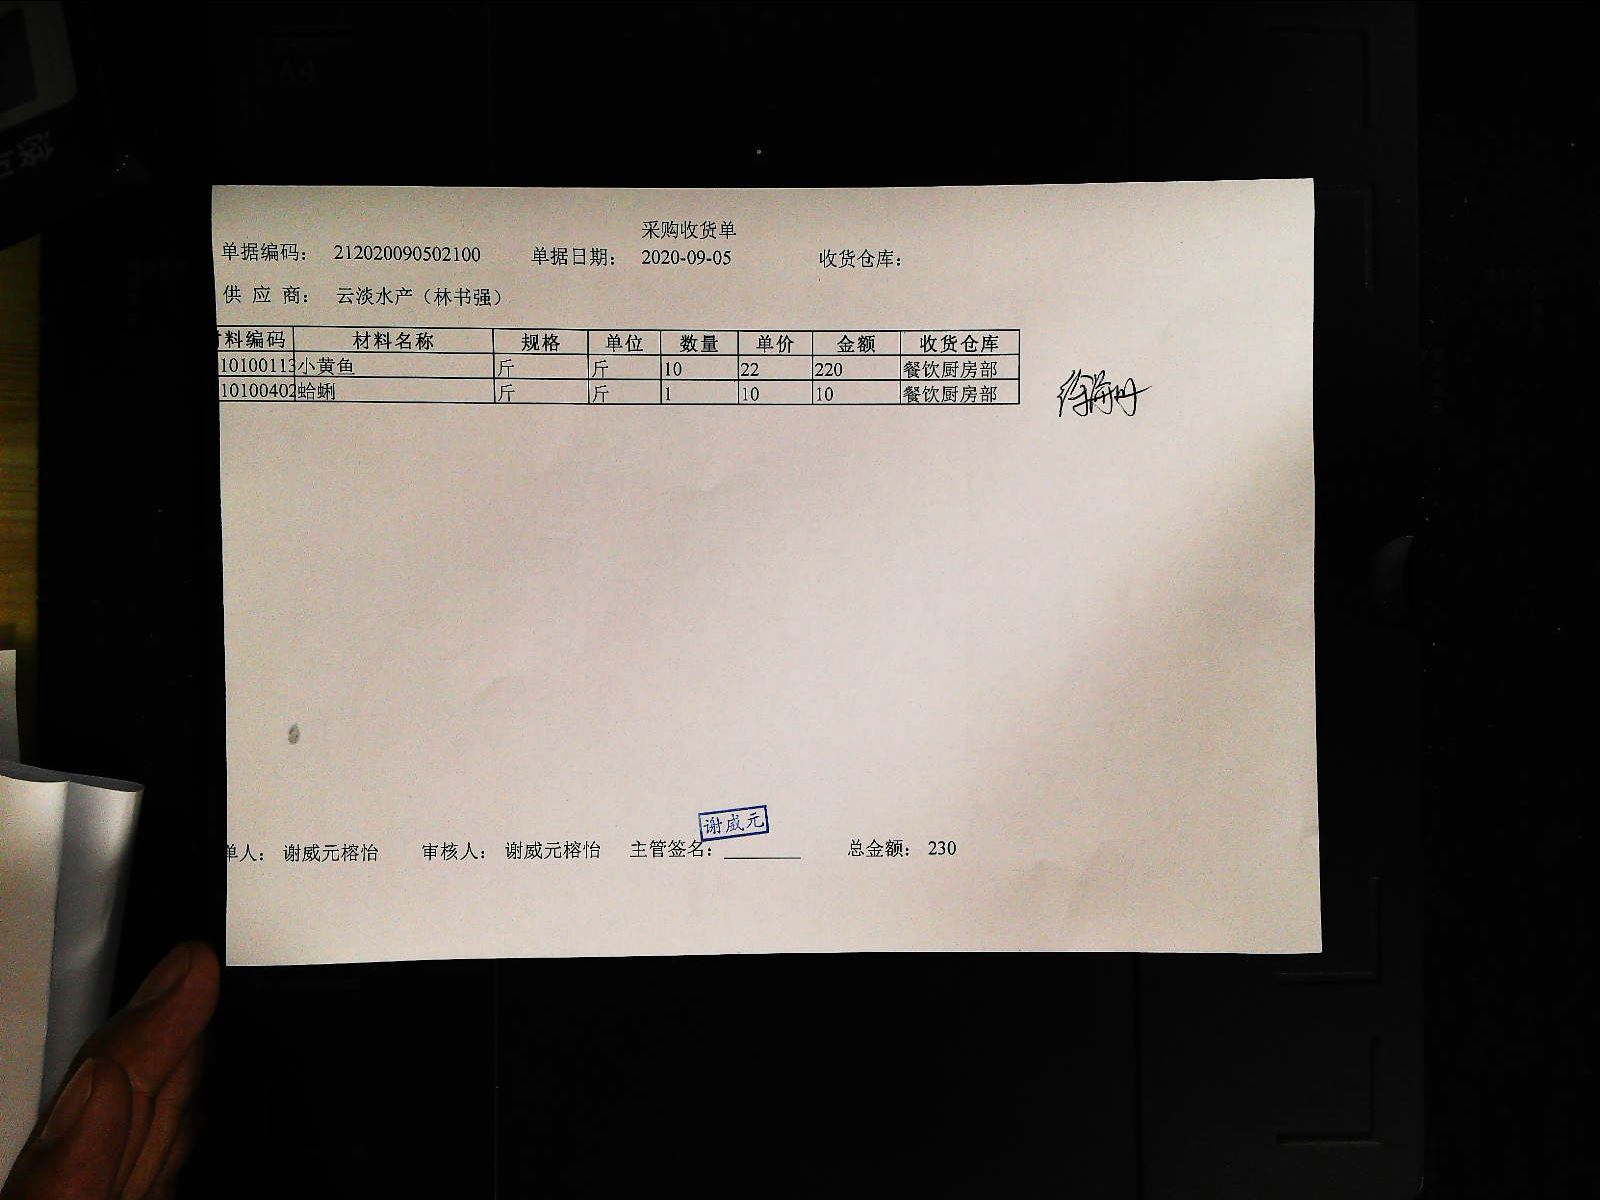 采购收货单
单据编码： 212020090502100 单据日期： 2020-09-05 收货仓库：
供 应 商： 云淡水产（林书强）
料编码 材料名称 规格 单位 数量 单价 金额 收货仓库
10100113 小黄鱼 斤 斤 10 22 220 餐饮厨房部
10100402 蛤蜊 斤 斤 1 10 10 餐饮厨房部
谢威元
单人： 谢威元榕怡 审核人： 谢威元榕怡 主管签名： 总金额： 230